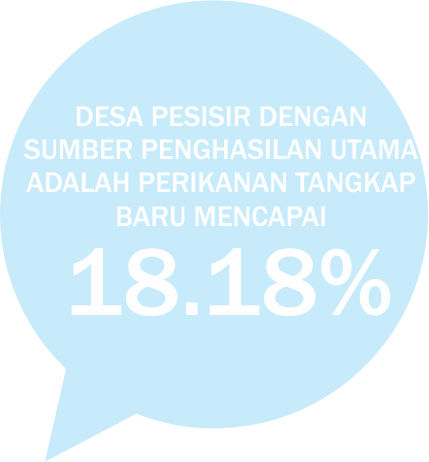 DESA PESISIR DENGAN
SUMBER PENGHASILAN UTAMA
ADALAH PERIKANAN TANGKAP
BARU MENCAPAI
18.18%